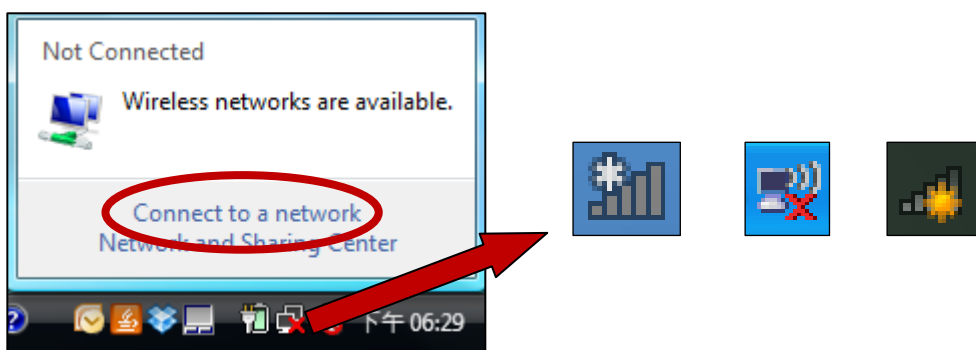 Not Connected
Wireless networks are available.
Connect to a network
Network and Sharing Center
下午 06:29